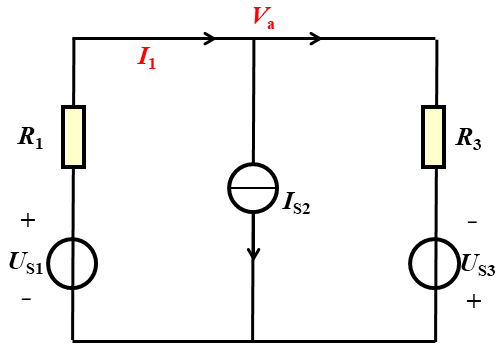 Va
I1
R1
R3
IS2
+
-
US1
US3
-
+